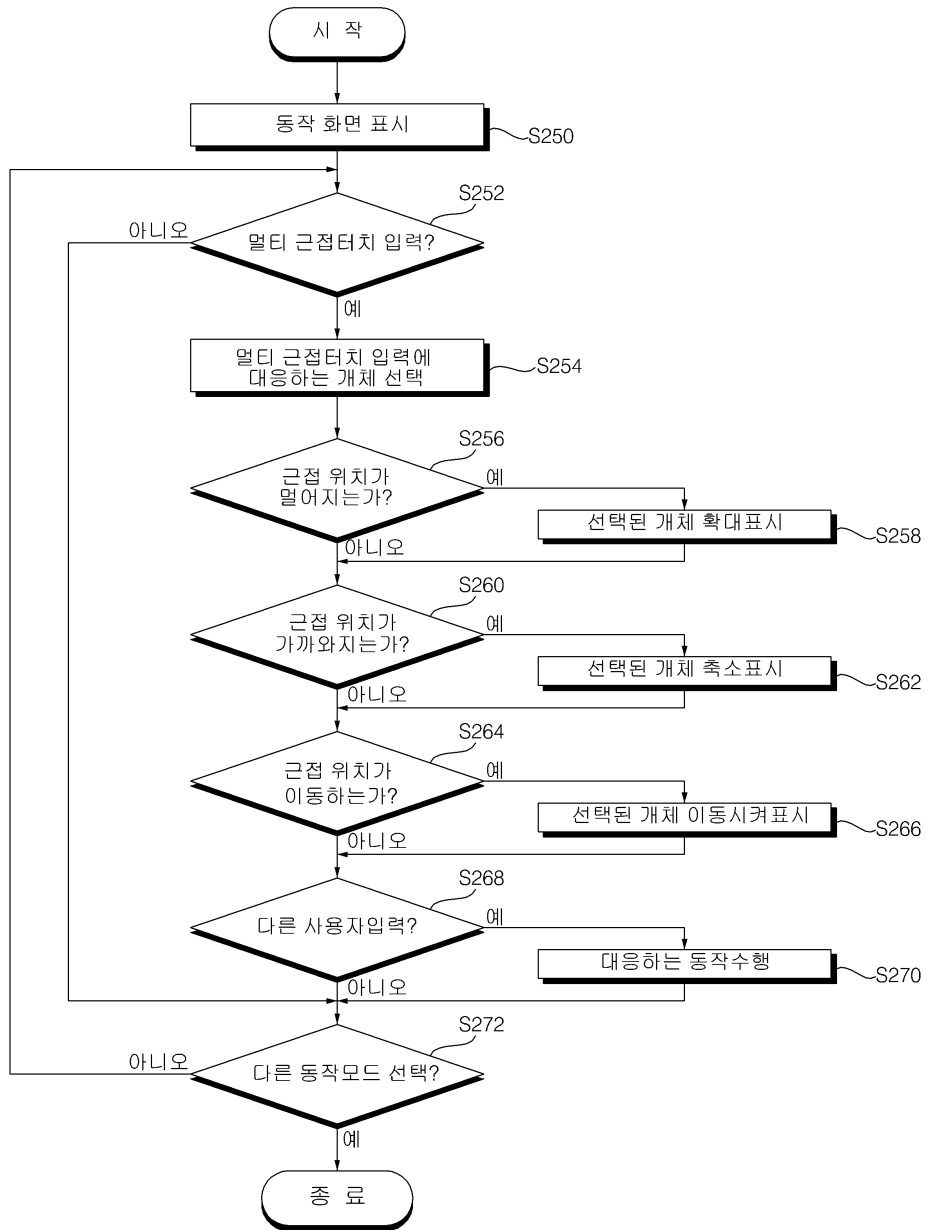 시 작
동작 화면 표시
S250
S252
아니오
멀티 근접터치 입력?
예
멀티 근접터치 입력에
대응하는 개체 선택
S254
S256
근접 위치가
멀어지는가?
예
선택된 개체 확대표시
S258
아니오
S260
근접 위치가
가까와지는가?
예
선택된 개체 축소표시
S262
아니오
S264
근접 위치가
이동하는가?
예
선택된 개체 이동시켜표시
S266
아니오
S268
다른 사용자입력?
예
대응하는 동작수행
S270
아니오
S272
아니오
다른 동작모드 선택?
예
종 료